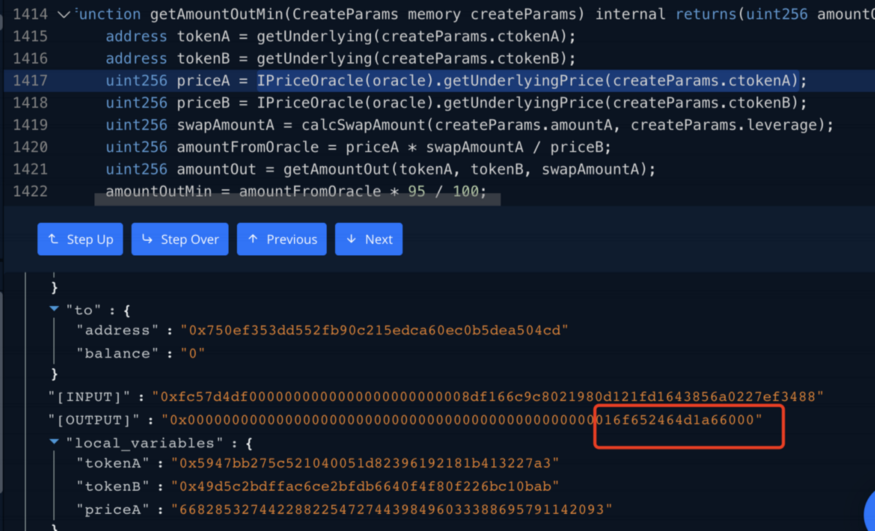 1414 function getAmountOutMin(CreateParams memory createParams) internal returns(uint256 amountO
1415 address tokenA = getUnderlying(createParams.ctokenA);
1416 address tokenB = getUnderlying(createParams.ctokenB);
1417 uint256 priceA = IPriceOracle(oracle).getUnderlyingPrice(createParams.ctokenA);
1418 uint256 priceB = IPriceOracle(oracle).getUnderlyingPrice(createParams.ctokenB);
1419 uint256 swapAmountA = calcSwapAmount(createParams.amountA, createParams.leverage);
1420 uint256 amountFromOracle = priceA * swapAmountA / priceB;
1421 uint256 amountOut = getAmountOut(tokenA, tokenB, swapAmountA);
1422 amountOutMin = amountFromOracle * 95 / 100;
Step Up Step Over Previous Next
}
"to" : {
"address" : "0x750ef353dd552fb90c215edca60ec0b5dea504cd"
"balance" : "0"
}
"[INPUT]" : "0xfc57d4df0000000000000000000000008df166c9c8021980d121fd1643856a0227ef3488"
"[OUTPUT]" : "0x000000000000000000000000000000000000000000000000016f652464d1a66000"
"local_variables" : {
"tokenA" : "0x5947bb275c521040051d82396192181b413227a3"
"tokenB" : "0x49d5c2bdffac6ce2bfdb6640f4f80f226bc10bab"
"priceA" : "66828532744228822547274439849603338869579114​2093"
}